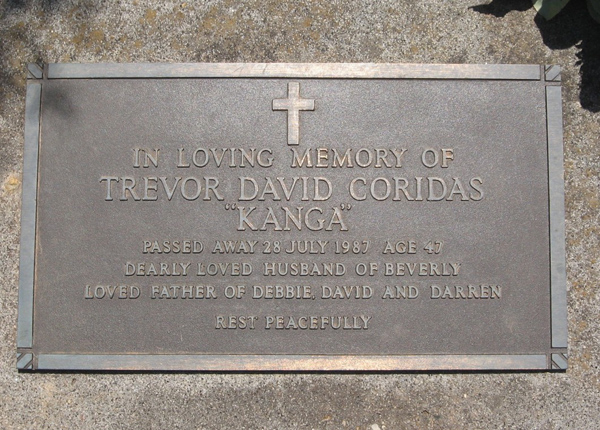 IN LOVING MEMORY OF
TREVOR DAVID CORIDAS
"KANGA"
PASSED AWAY 28 JULY 1987 AGE 47
DEARLY LOVED HUSBAND OF BEVERLY
LOVED FATHER OF DEBBIE, DAVID AND DARREN
REST PEACEFULLY